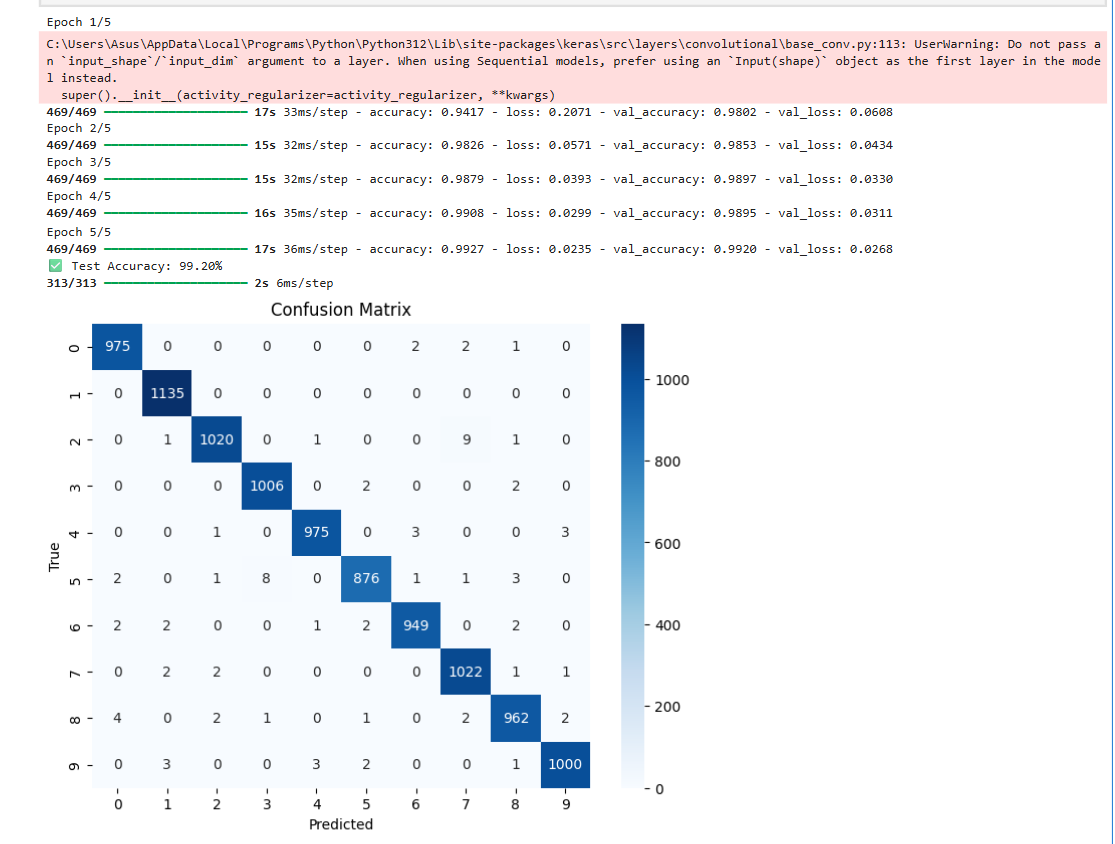 Epoch 1/5
C:\Users\Asus\AppData\Local\Programs\Python\Python312\Lib\site-packages\keras\src\layers\convolutional\base_conv.py:113: UserWarning: Do not pass a
n `input_shape`/`input_dim` argument to a layer. When using Sequential models, prefer using an `Input(shape)` object as the first layer in the mode
l instead.
  super().__init__(activity_regularizer=activity_regularizer, **kwargs)
469/469 17s 33ms/step - accuracy: 0.9417 - loss: 0.2071 - val_accuracy: 0.9802 - val_loss: 0.0608
Epoch 2/5
469/469 15s 32ms/step - accuracy: 0.9826 - loss: 0.0571 - val_accuracy: 0.9853 - val_loss: 0.0434
Epoch 3/5
469/469 15s 32ms/step - accuracy: 0.9879 - loss: 0.0393 - val_accuracy: 0.9897 - val_loss: 0.0330
Epoch 4/5
469/469 16s 35ms/step - accuracy: 0.9908 - loss: 0.0299 - val_accuracy: 0.9895 - val_loss: 0.0311
Epoch 5/5
469/469 17s 36ms/step - accuracy: 0.9927 - loss: 0.0235 - val_accuracy: 0.9920 - val_loss: 0.0268
✅ Test Accuracy: 99.20%
313/313 2s 6ms/step
Confusion Matrix
0 975 0 0 0 0 0 2 2 1 0
1 0 1135 0 0 0 0 0 0 0 0
2 0 1 1020 0 1 0 0 9 1 0
3 0 0 0 1006 0 2 0 0 2 0
4 0 0 1 0 975 0 3 0 0 3
5 2 0 1 8 0 876 1 1 3 0
6 2 2 0 0 1 2 949 0 2 0
7 0 2 2 0 0 0 0 1022 1 1
8 4 0 2 1 0 1 0 2 962 2
9 0 3 0 0 3 2 0 0 1 1000
0 1 2 3 4 5 6 7 8 9
Predicted
True
1000
800
600
400
200
0